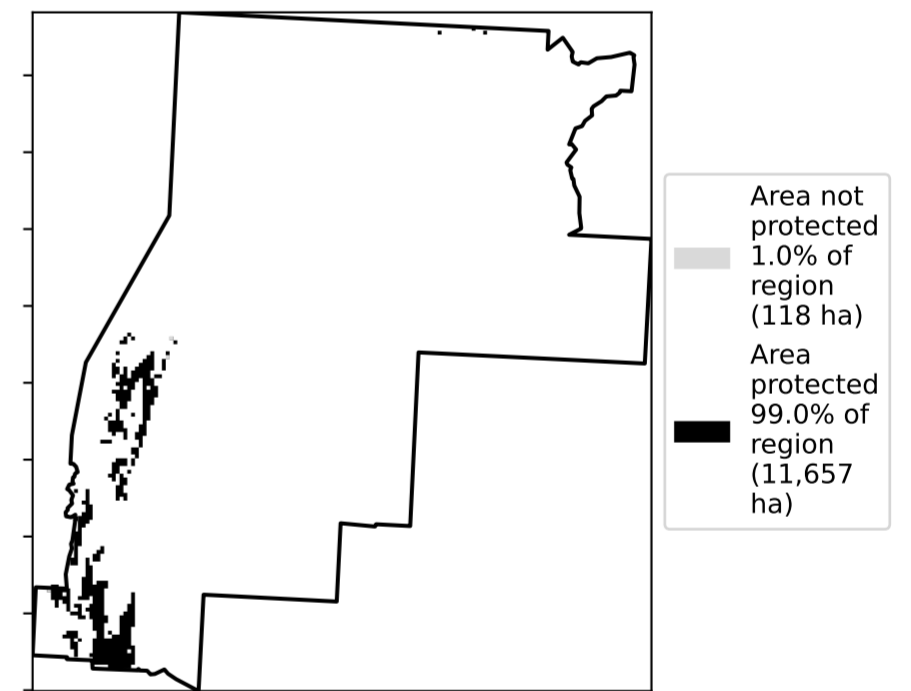 Area not
protected
1.0% of
region
(118 ha)
Area
protected
99.0% of
region
(11,657
ha)